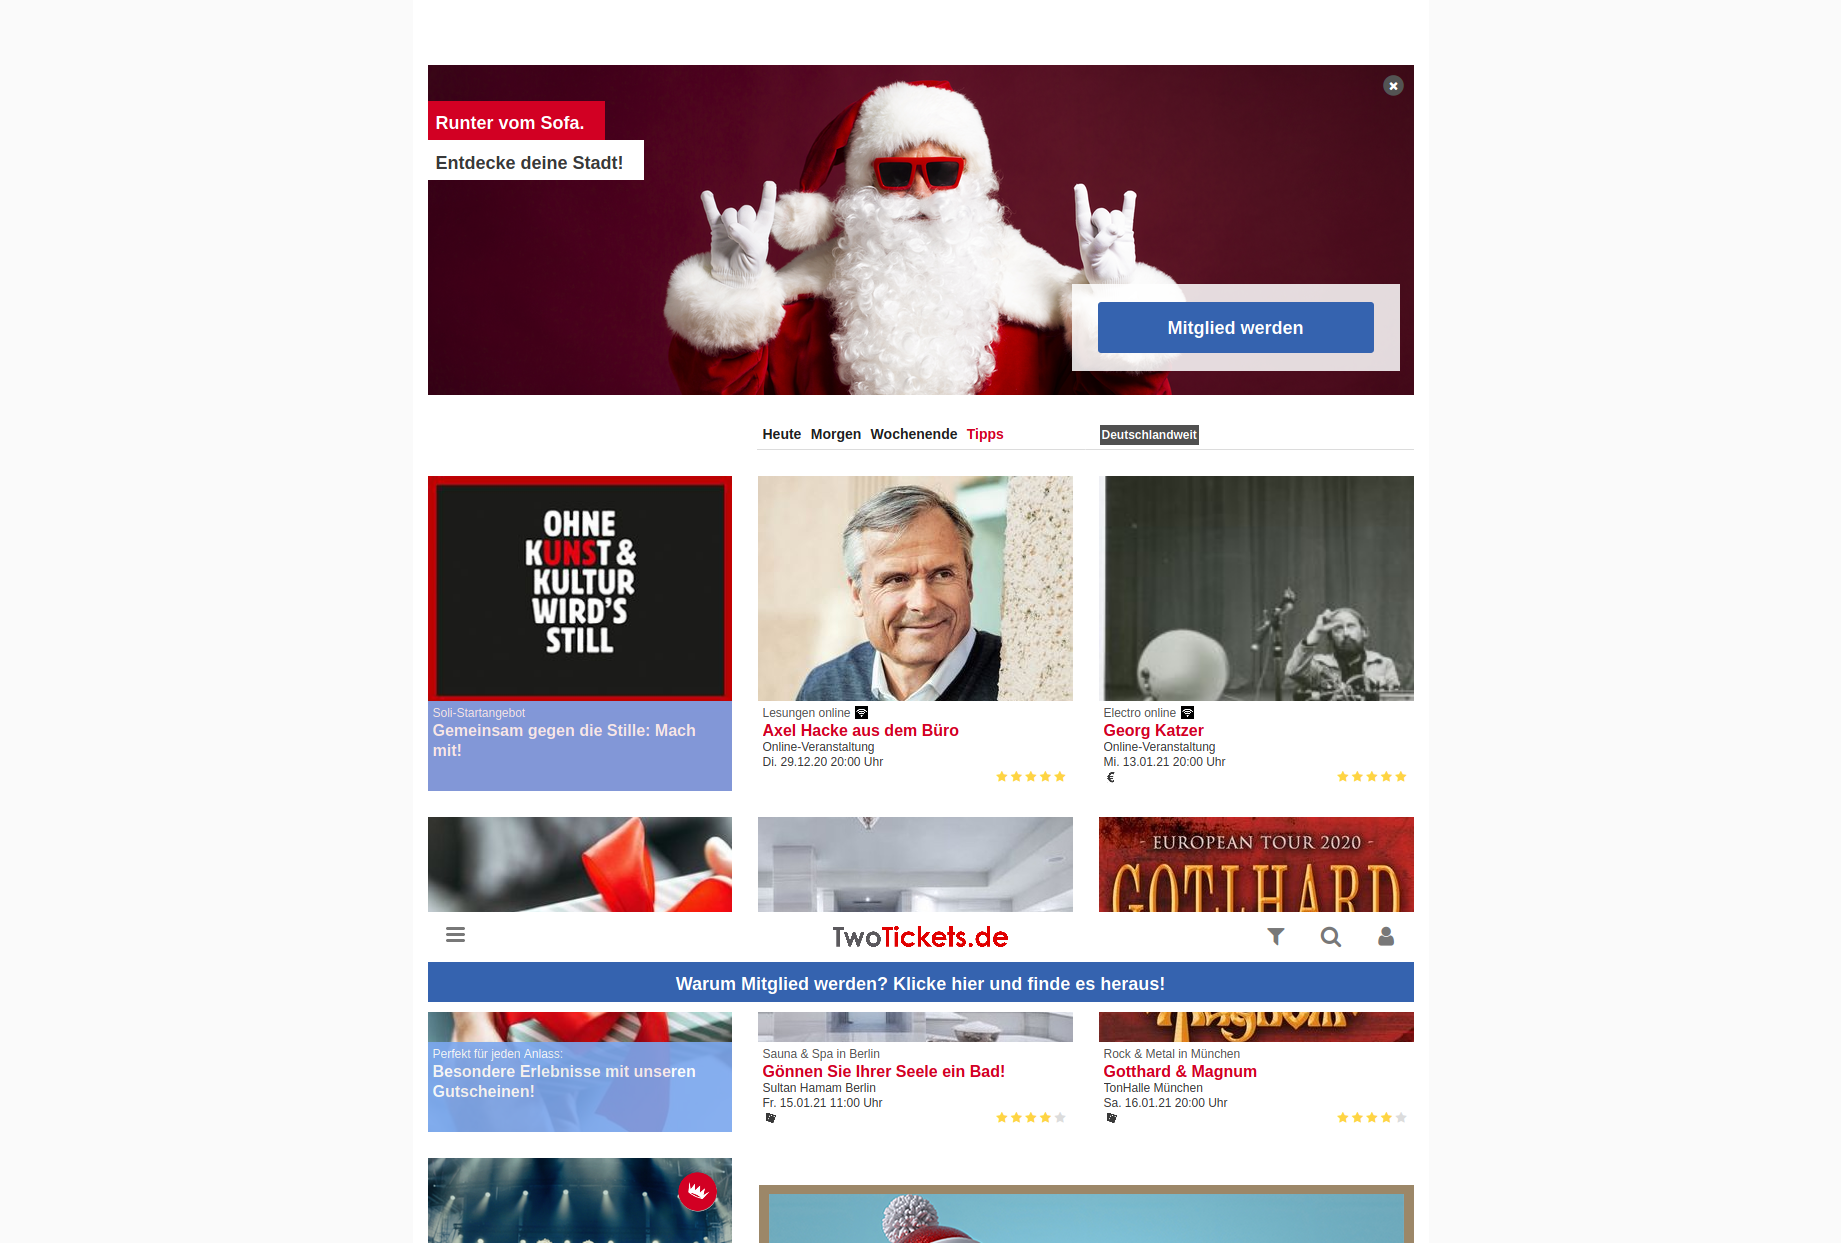 Runter vom Sofa.
Entdecke deine Stadt!
Mitglied werden
Heute Morgen Wochenende Tipps
Deutschlandweit
OHNE
KUNST &
KULTUR
WIRD'S
STILL
Soli-Startangebot
Gemeinsam gegen die Stille: Mach
mit!
Lesungen online
Axel Hacke aus dem Büro
Online-Veranstaltung
Di. 29.12.20 20:00 Uhr
Electro online
Georg Katzer
Online-Veranstaltung
Mi. 13.01.21 20:00 Uhr
€
- EUROPEAN TOUR 2020 -
GOTTHARD
TwoTickets.de
Warum Mitglied werden? Klicke hier und finde es heraus!
Magnum
Perfekt für jeden Anlass:
Besondere Erlebnisse mit unseren
Gutscheinen!
Sauna & Spa in Berlin
Gönnen Sie Ihrer Seele ein Bad!
Sultan Hamam Berlin
Fr. 15.01.21 11:00 Uhr
Rock & Metal in München
Gotthard & Magnum
TonHalle München
Sa. 16.01.21 20:00 Uhr